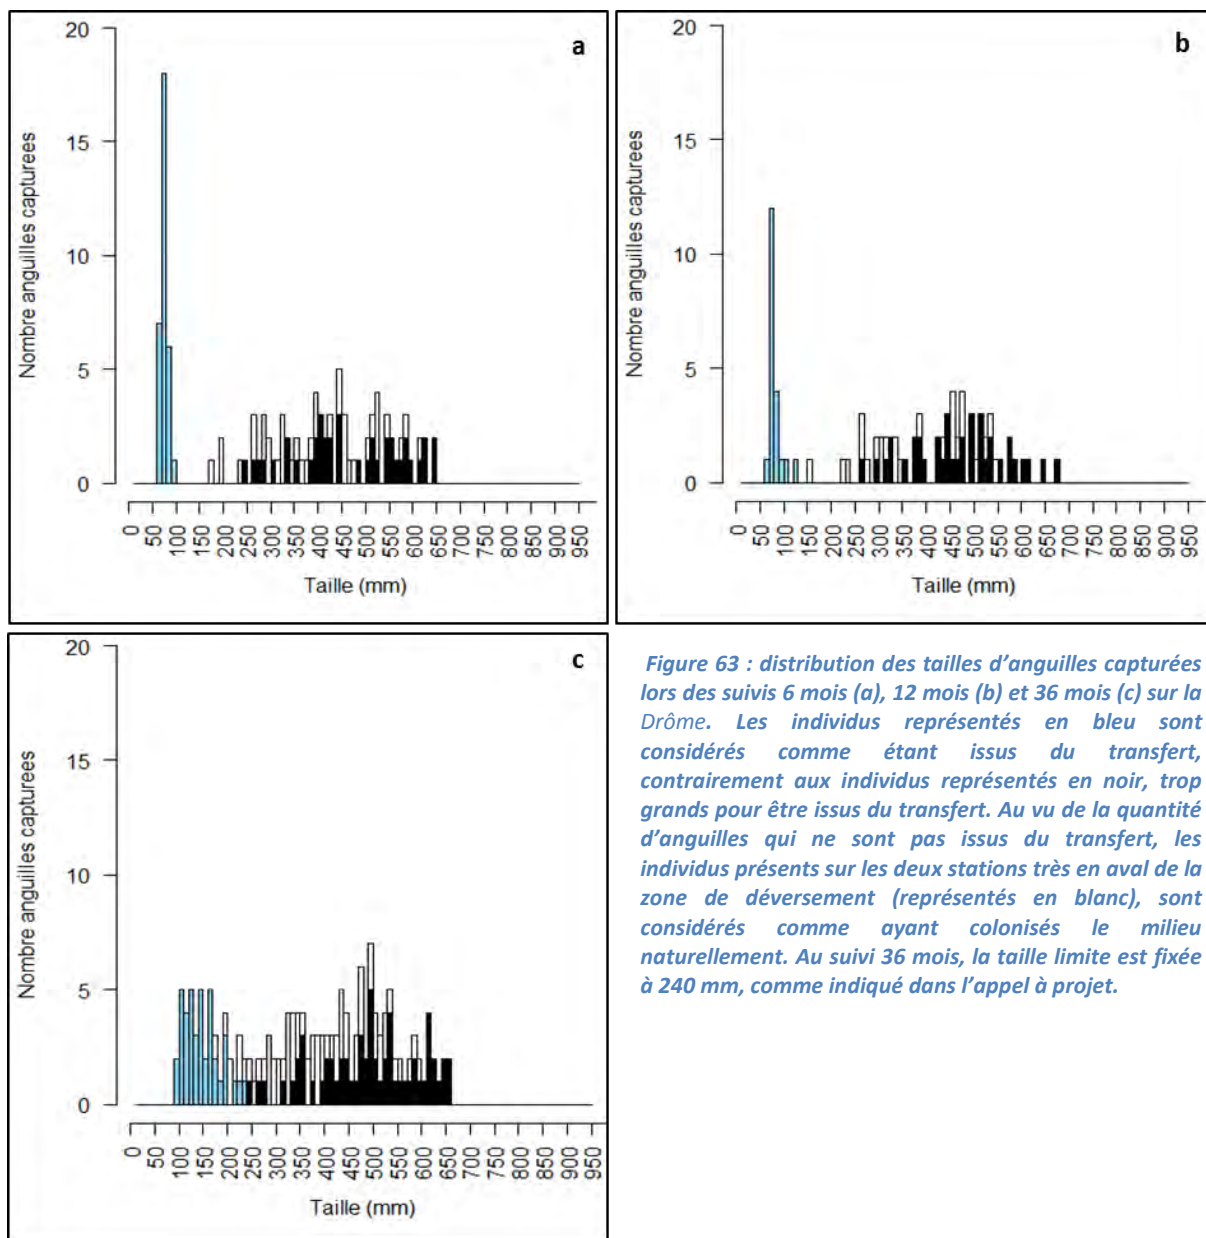 a
Nombre anguilles capturees
20
15
10
5
0
0 50 100 150 200 250 300 350 400 450 500 550 600 650 700 750 800 850 900 950
Taille (mm)
b
Nombre anguilles capturees
20
15
10
5
0
0 50 100 150 200 250 300 350 400 450 500 550 600 650 700 750 800 850 900 950
Taille (mm)
c
Nombre anguilles capturees
20
15
10
5
0
0 50 100 150 200 250 300 350 400 450 500 550 600 650 700 750 800 850 900 950
Taille (mm)
Figure 63 : distribution des tailles d’anguilles capturées
lors des suivis 6 mois (a), 12 mois (b) et 36 mois (c) sur la
Drôme. Les individus représentés en bleu sont
considérés comme étant issus du transfert,
contrairement aux individus représentés en noir, trop
grands pour être issus du transfert. Au vu de la quantité
d’anguilles qui ne sont pas issus du transfert, les
individus présents sur les deux stations très en aval de la
zone de déversement (représentés en blanc), sont
considérés comme ayant colonisés le milieu
naturellement. Au suivi 36 mois, la taille limite est fixée
à 240 mm, comme indiqué dans l’appel à projet.